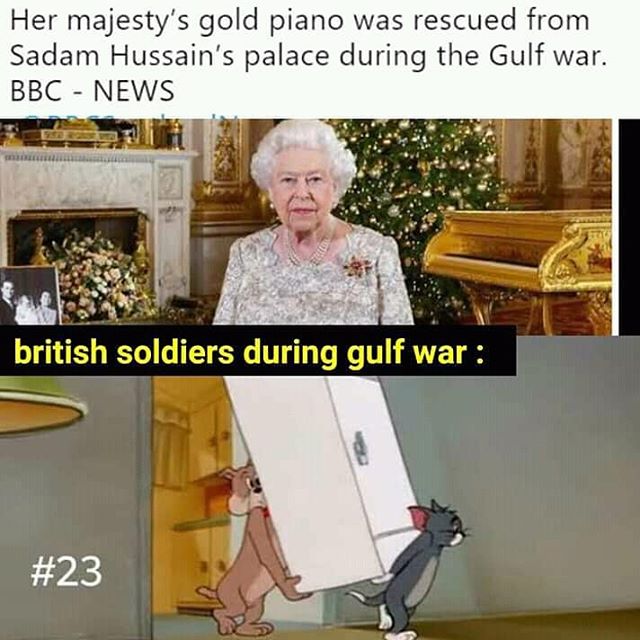 Her majesty's gold piano was rescued from
Sadam Hussain's palace during the Gulf war.
BBC - NEWS
british soldiers during gulf war :
#23